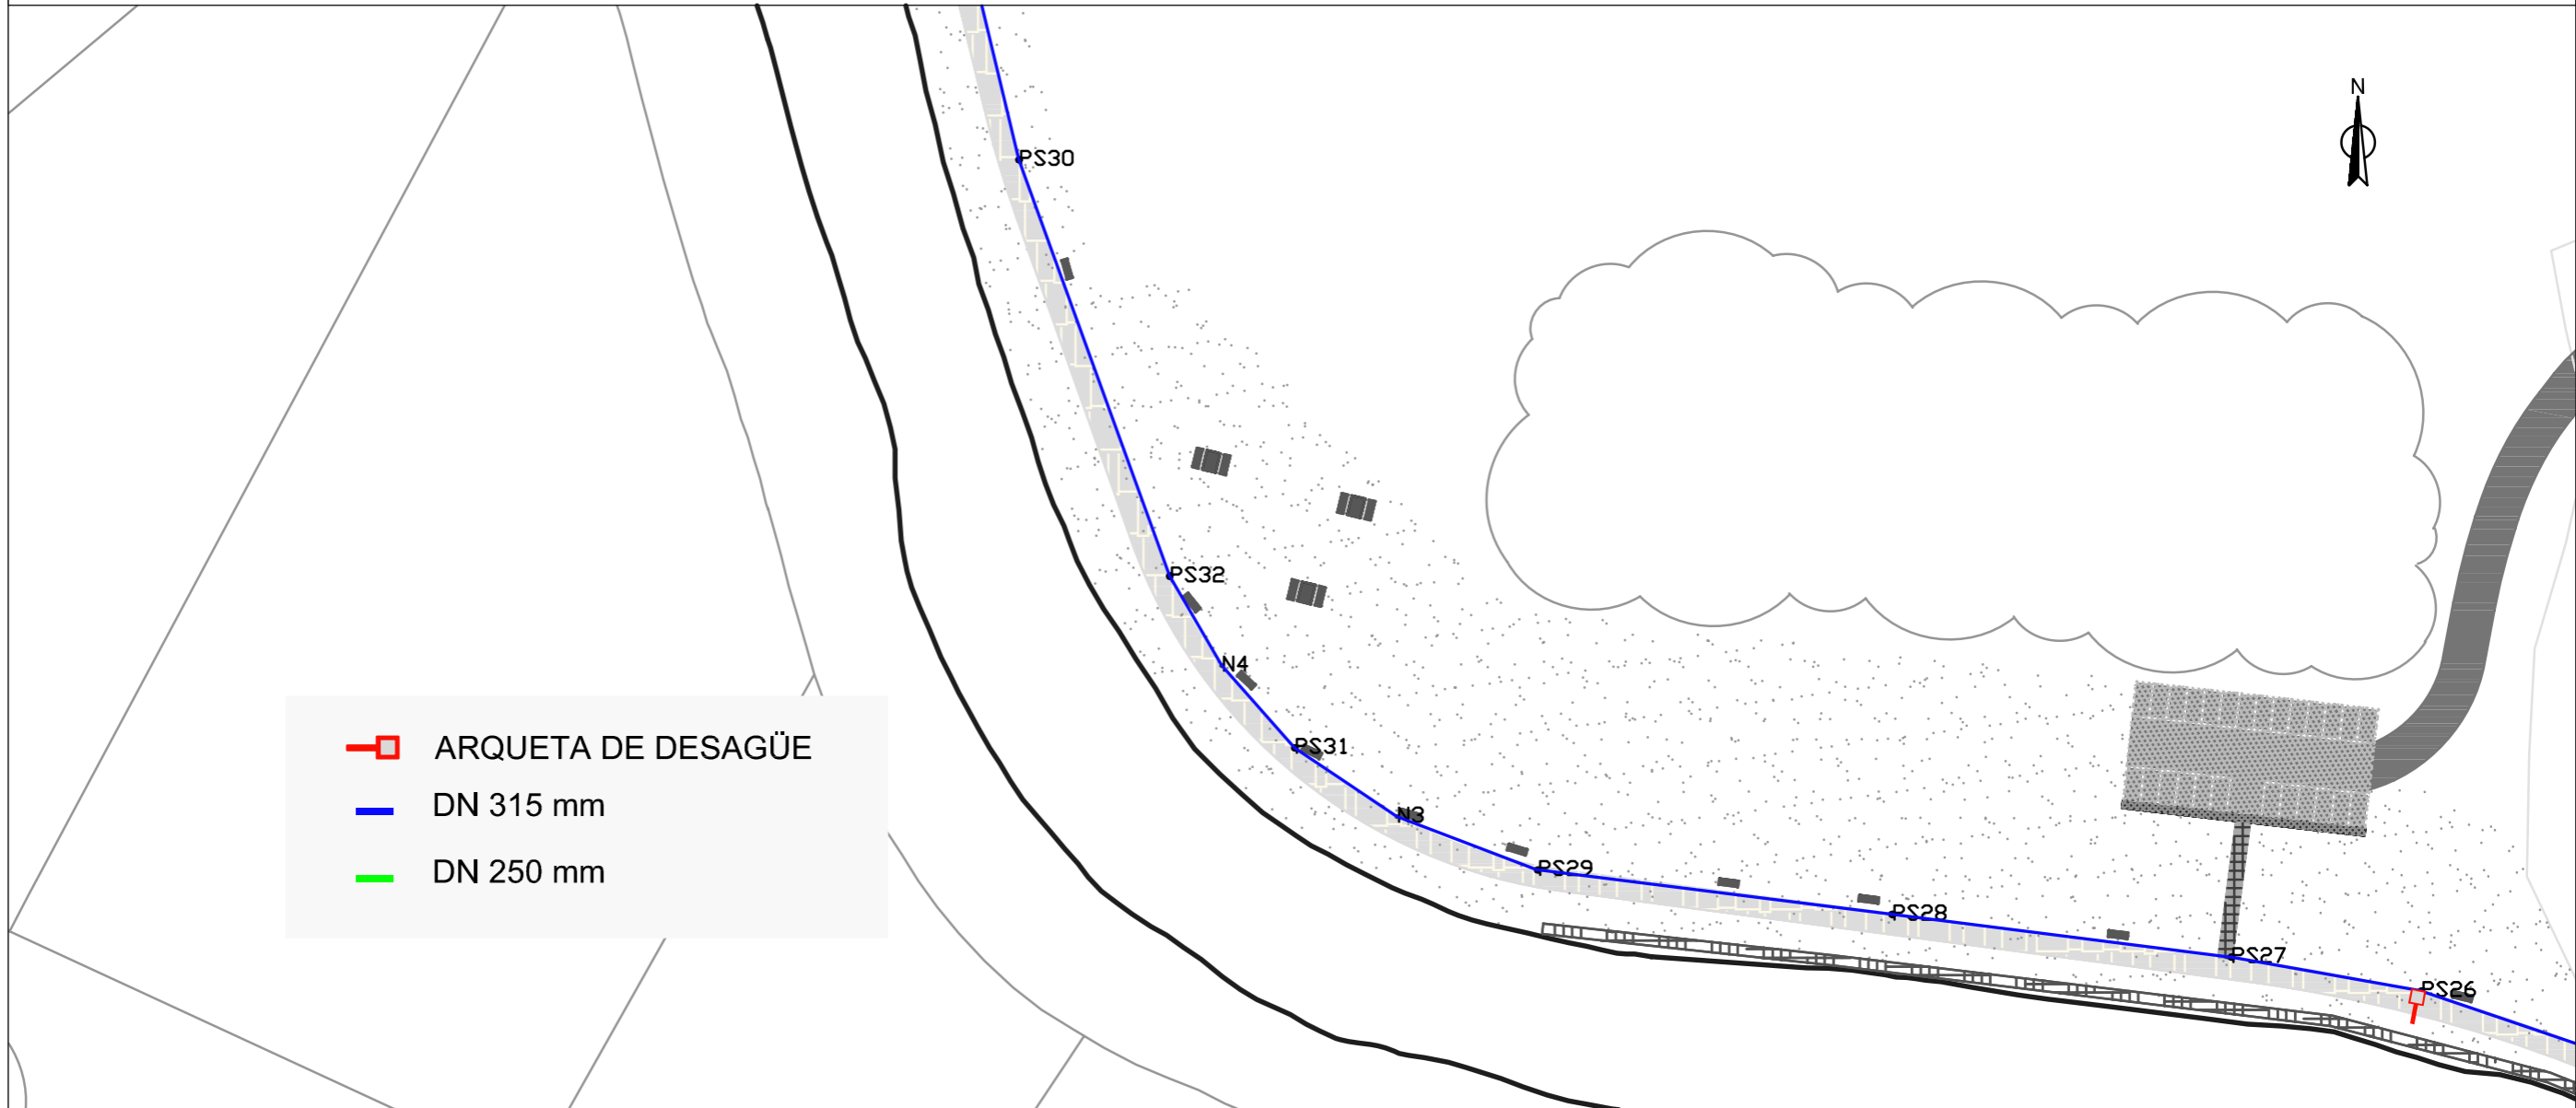 N
PS30
PS32
N4
PS31
N3
PS29
PS28
PS27
PS26
ARQUETA DE DESAGÜE
DN 315 mm
DN 250 mm